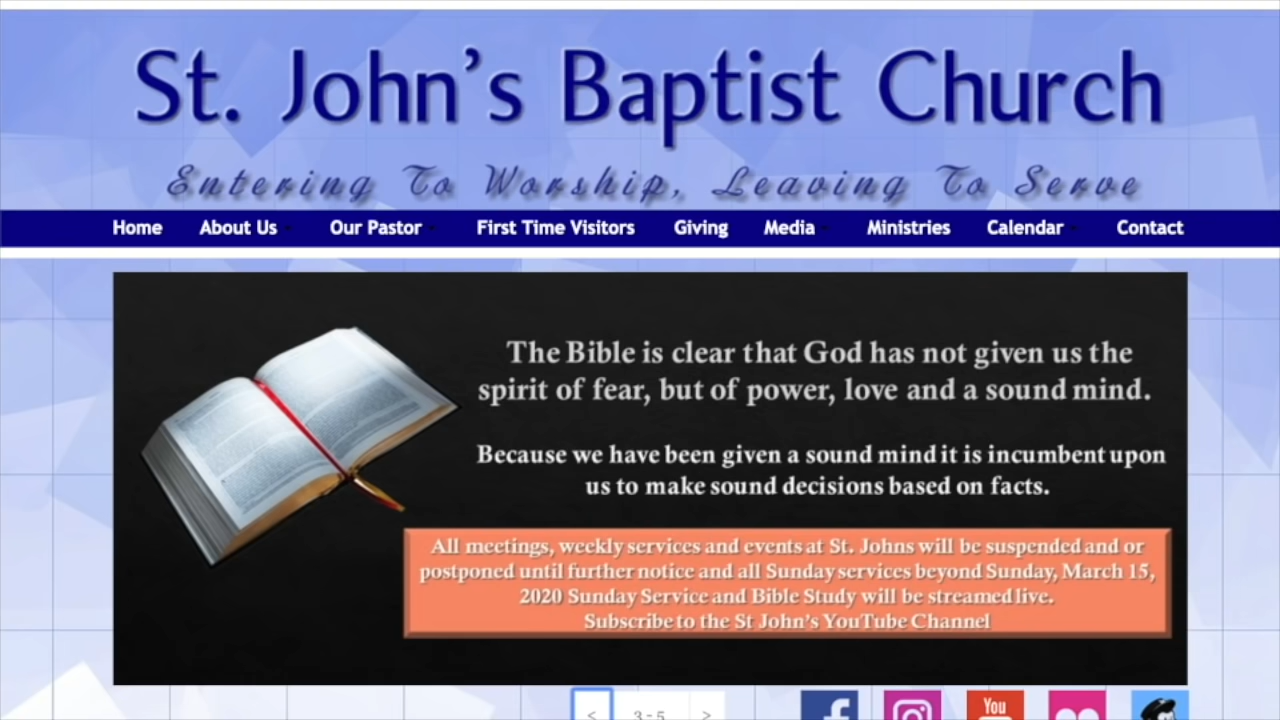 St. John's Baptist Church
Entering To Worship, Leaving To Serve
Home About Us Our Pastor First Time Visitors Giving Media Ministries Calendar Contact
The Bible is clear that God has not given us the
spirit of fear, but of power, love and a sound mind.
Because we have been given a sound mind it is incumbent upon
us to make sound decisions based on facts.
All meetings, weekly services and events at St. Johns will be suspended and or
postponed until further notice and all Sunday services beyond Sunday, March 15,
2020 Sunday Service and Bible Study will be streamed live.
Subscribe to the St John's YouTube Channel
< 3-5 >
You